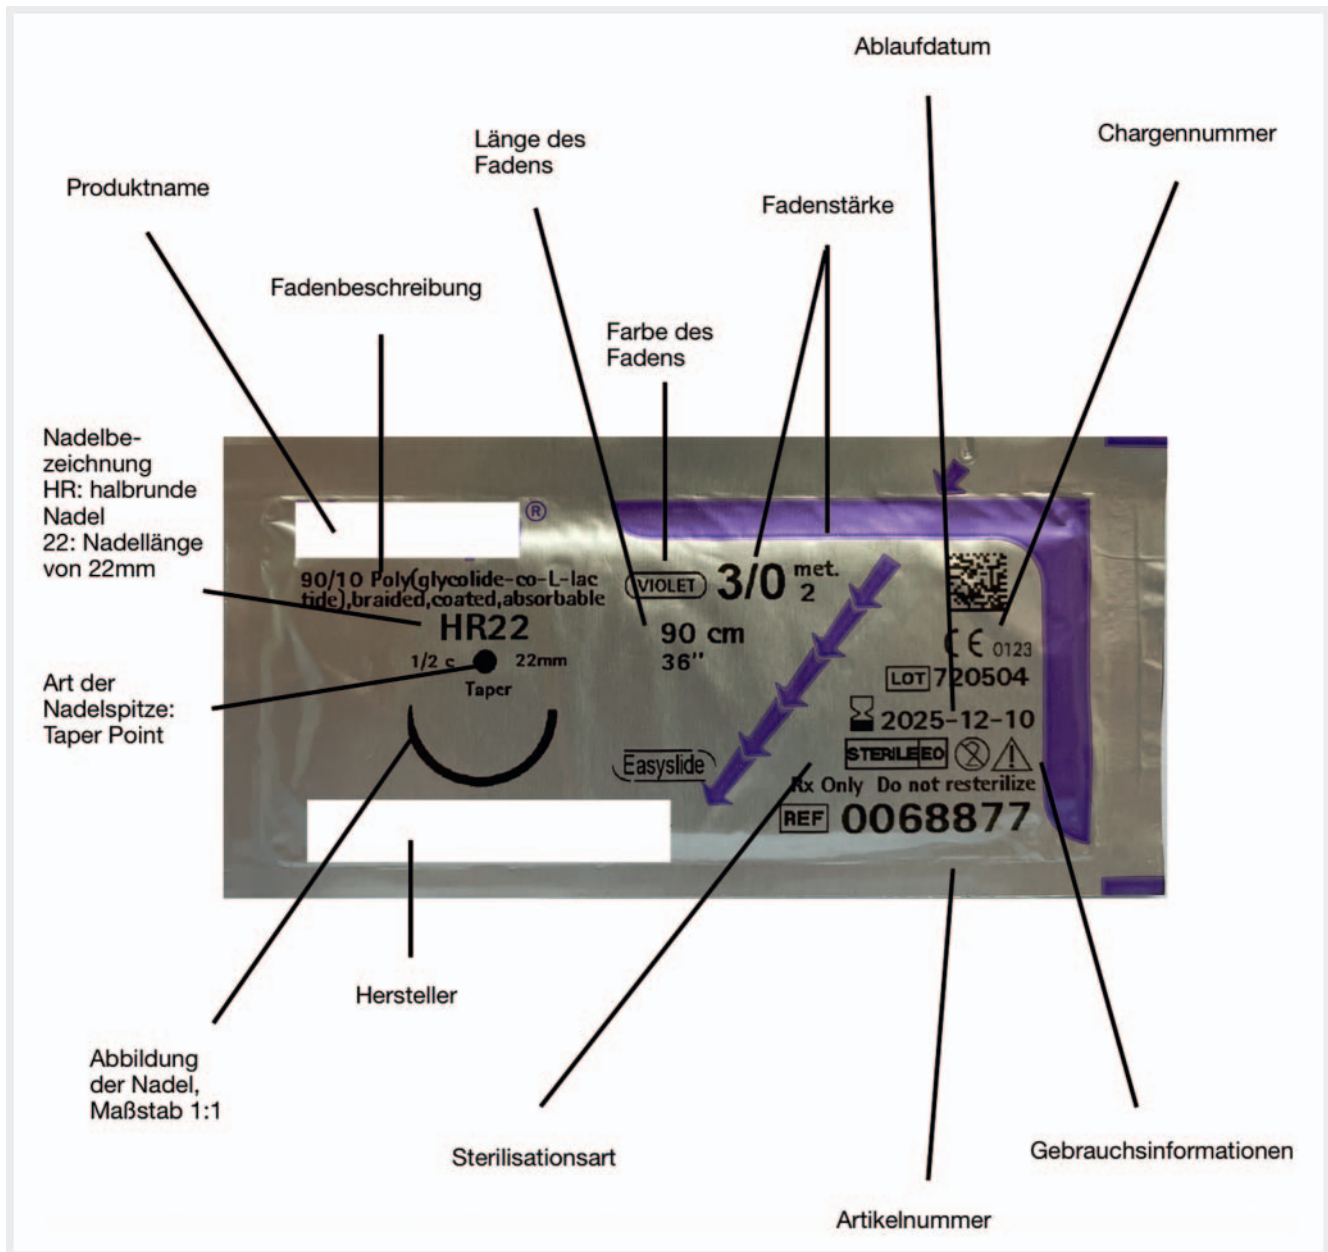 Ablaufdatum
Chargennummer
Länge des
Fadens
Produktname
Fadenstärke
Fadenbeschreibung
Farbe des
Fadens
Nadelbe-
zeichnung
HR: halbrunde
Nadel
22: Nadellänge
von 22mm
Art der
Nadelspitze:
Taper Point
®
90/10 Poly(glycolide-co-L-lac
tide),braided,coated,absorbable
HR22
1/2 c 22mm
Taper
VIOLET 3/0 met.
2
90 cm
36"
Easyslide
CE 0123
LOT 720504
2025-12-10
STERILE EO 2
Rx Only Do not resterilize
REF 0068877
Hersteller
Abbildung
der Nadel,
Maßstab 1:1
Sterilisationsart
Gebrauchsinformationen
Artikelnummer